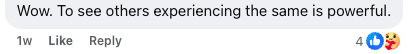 Wow. To see others experiencing the same is powerful.
1w Like Reply 4